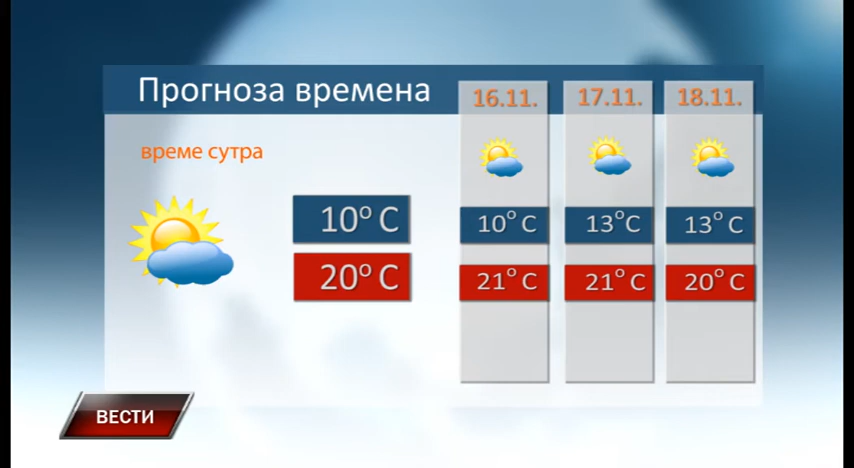 Прогноза времена
време сутра
10° C
20° C
16.11. 17.11. 18.11.
10° C 13°C 13° C
21° C 21° C 20° C
ВЕСТИ